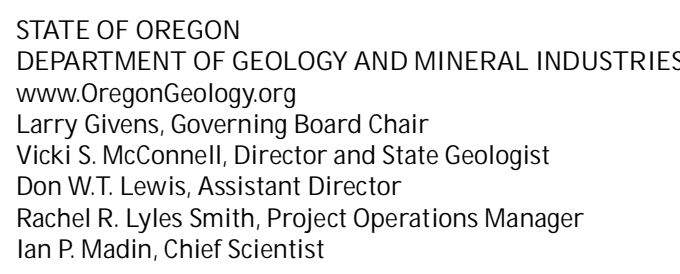 STATE OF OREGON
DEPARTMENT OF GEOLOGY AND MINERAL INDUSTRIES
www.OregonGeology.org
Larry Givens, Governing Board Chair
Vicki S. McConnell, Director and State Geologist
Don W.T. Lewis, Assistant Director
Rachel R. Lyles Smith, Project Operations Manager
Ian P. Madin, Chief Scientist